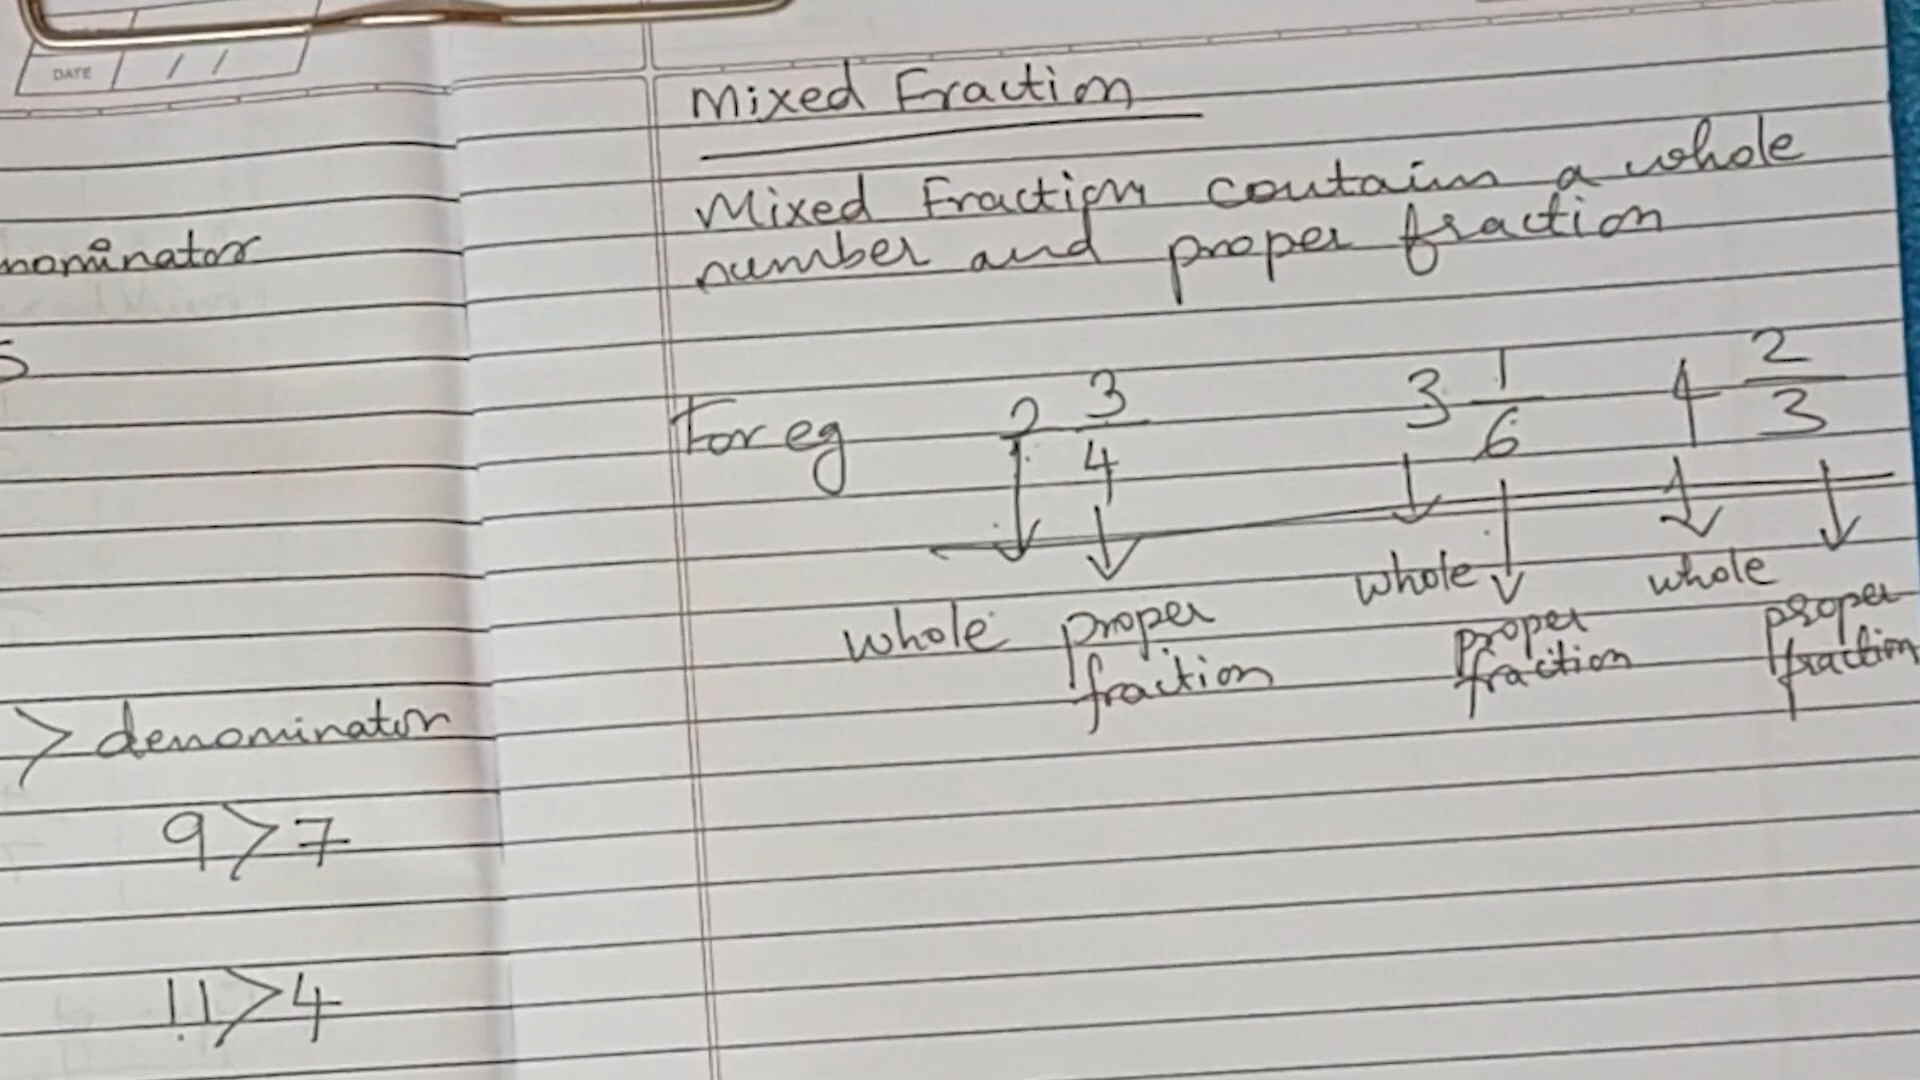 DATE / /
nominator
5
> denominator
9 > 7
11 > 4
Mixed Fraction
Mixed Fraction contains a whole
number and proper fraction
For eg 2 3/4 3 1/6 4 2/3
whole proper fraction whole proper fraction whole proper fraction